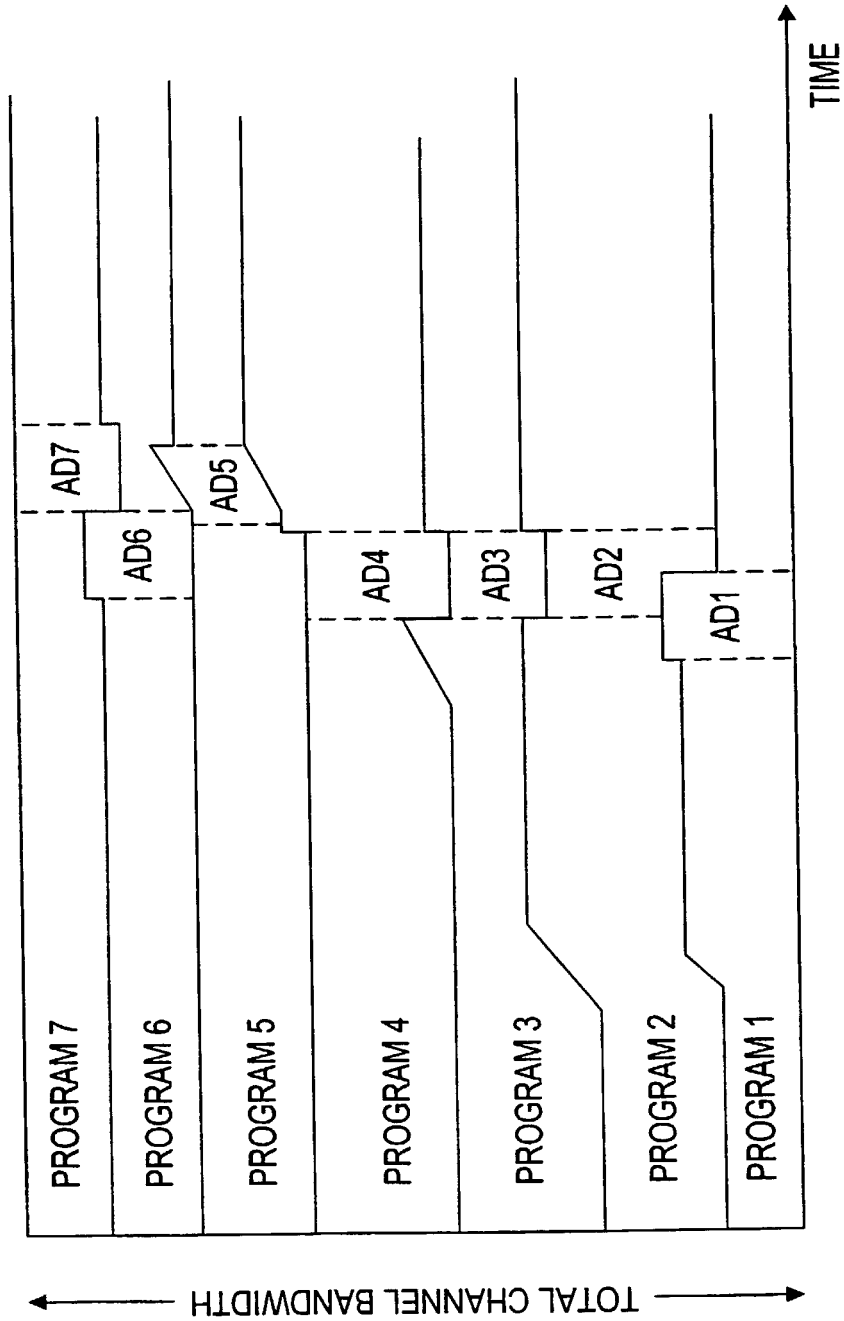 TOTAL CHANNEL BANDWIDTH
PROGRAM 7
PROGRAM 6
PROGRAM 5
PROGRAM 4
PROGRAM 3
PROGRAM 2
PROGRAM 1
AD7
AD6
AD5
AD4
AD3
AD2
AD1
TIME